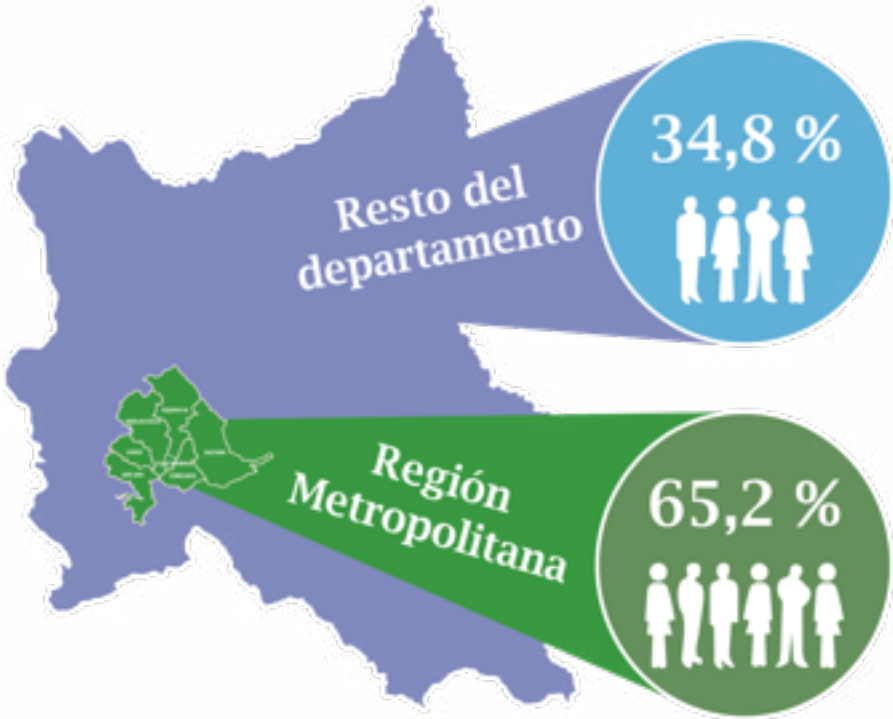 34,8 %
Resto del
departamento
65,2 %
Región
Metropolitana